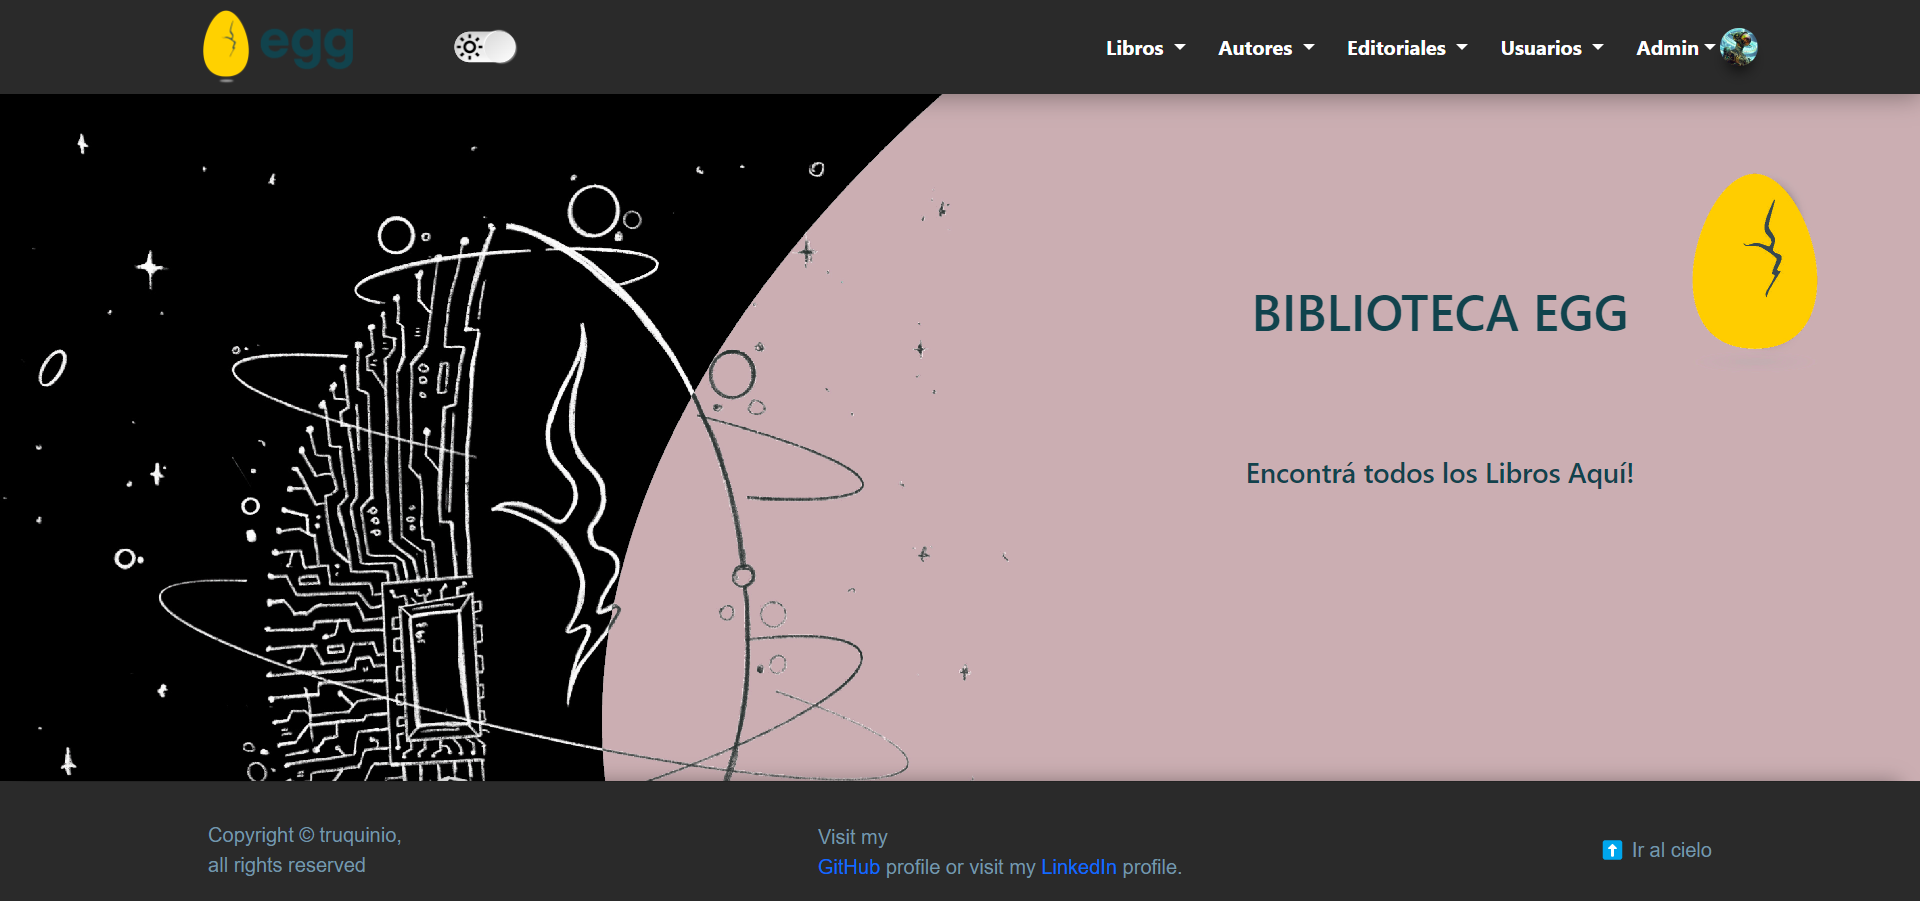 egg
Libros
Autores
Editoriales
Usuarios
Admin
BIBLIOTECA EGG
Encontrá todos los Libros Aquí!
Copyright © truquinio,
all rights reserved
Visit my
GitHub profile or visit my LinkedIn profile.
Ir al cielo